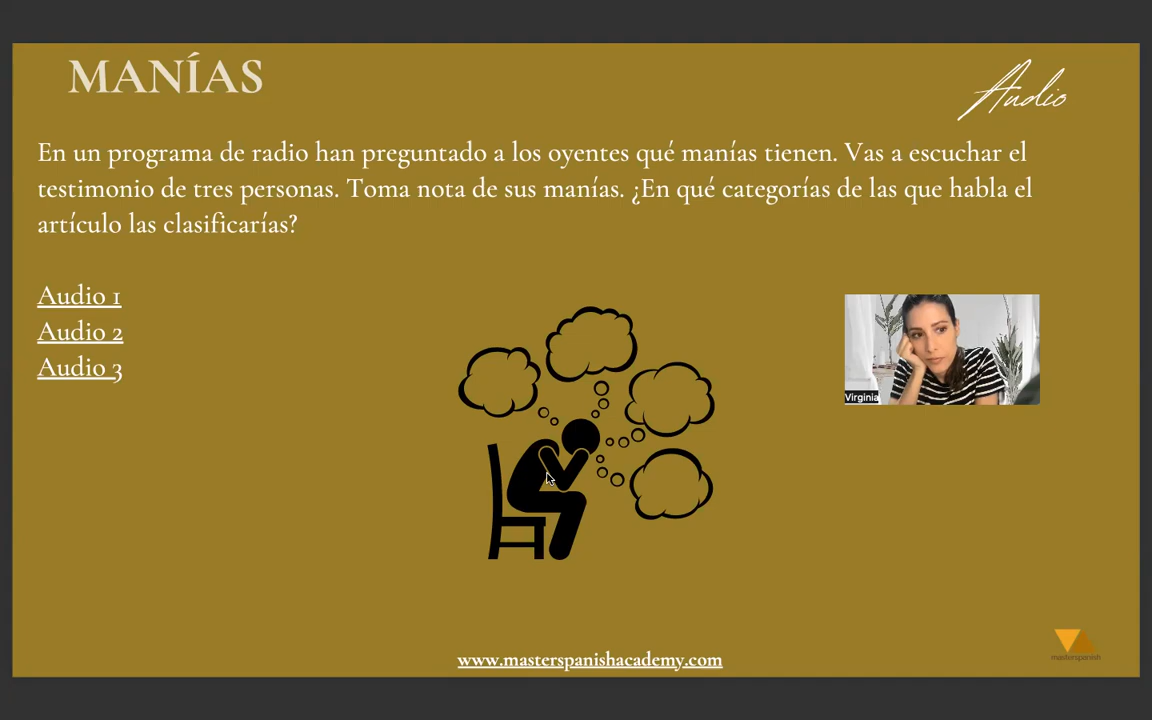 MANÍAS
Audio
En un programa de radio han preguntado a los oyentes qué manías tienen. Vas a escuchar el
testimonio de tres personas. Toma nota de sus manías. ¿En qué categorías de las que habla el
artículo las clasificarías?
Audio 1
Audio 2
Audio 3
Virginia
www.masterspanishacademy.com
masterspanish